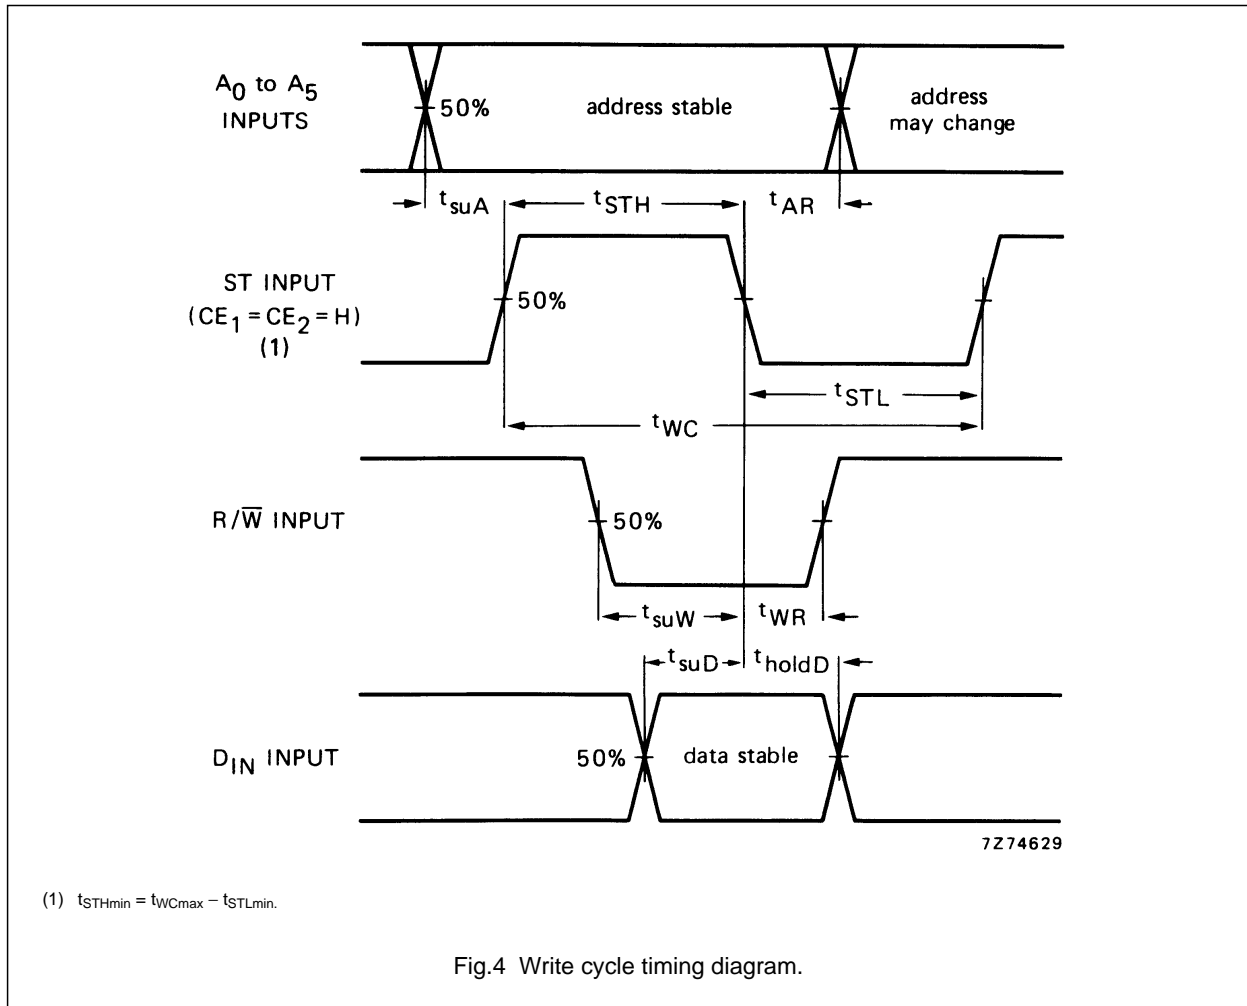 A0 to A5
INPUTS
50%
address stable
address
may change
tsuA
tSTH
tAR
ST INPUT
(CE1 = CE2 = H)
(1)
50%
tSTL
tWC
R/W̅ INPUT
50%
tsuW
tWR
tsuD
tholdD
DIN INPUT
50%
data stable
7Z74629
(1) tSTHmin = tWCmax – tSTLmin.
Fig.4 Write cycle timing diagram.